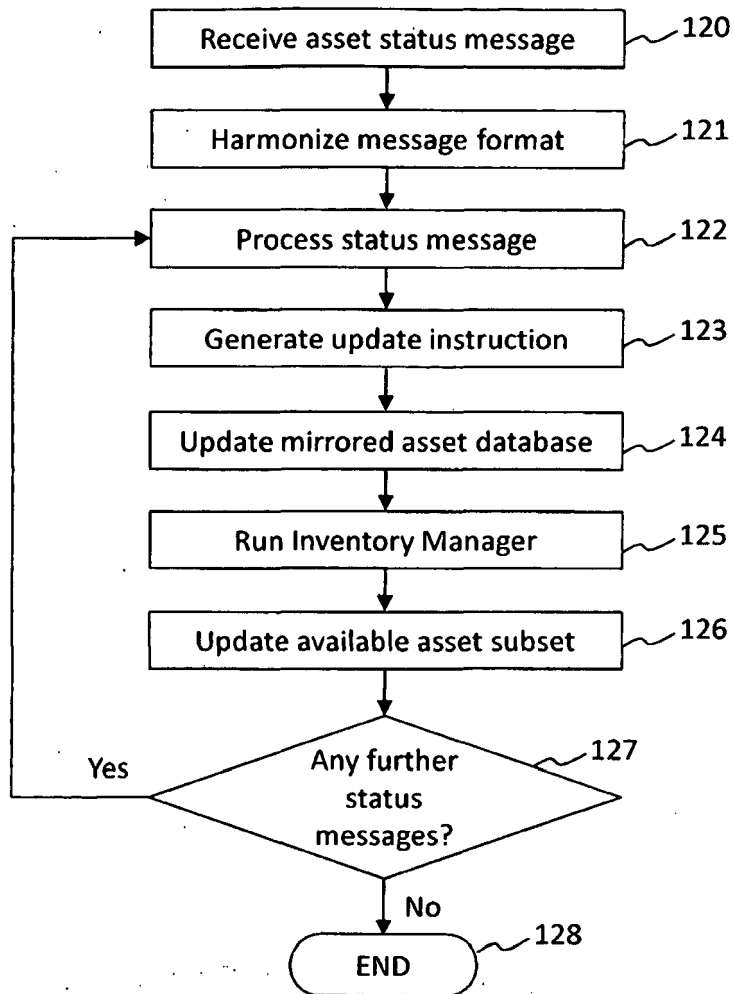 Receive asset status message
120
Harmonize message format
121
Process status message
122
Generate update instruction
123
Update mirrored asset database
124
Run Inventory Manager
125
Update available asset subset
126
Yes
Any further
status
messages?
127
No
END
128